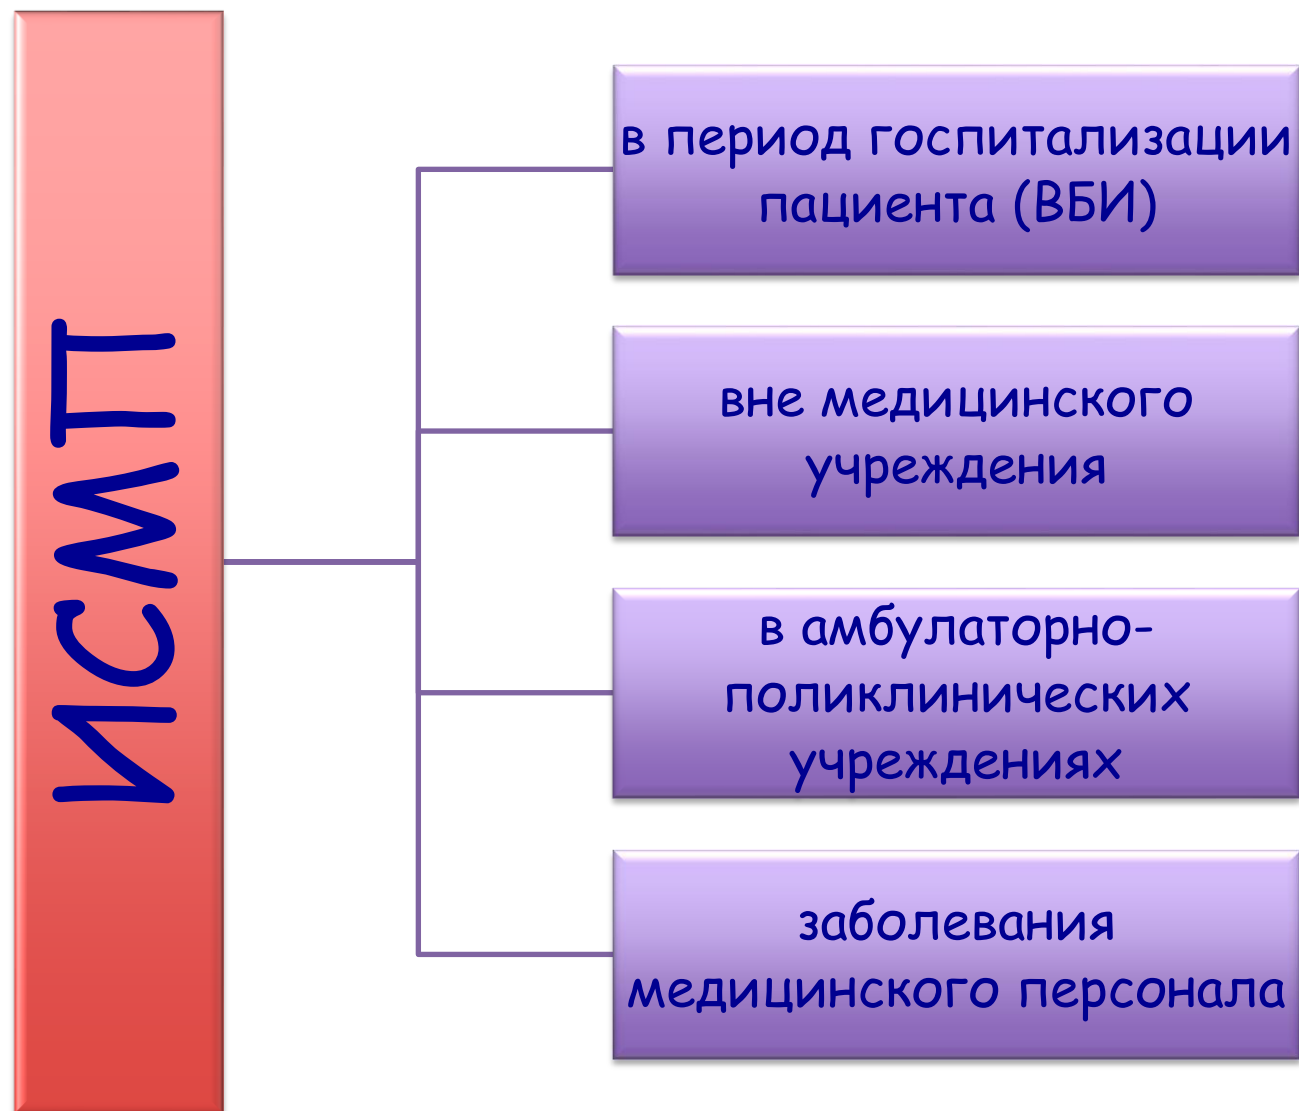 ИСМП
в период госпитализации
пациента (ВБИ)
вне медицинского
учреждения
в амбулаторно-
поликлинических
учреждениях
заболевания
медицинского персонала